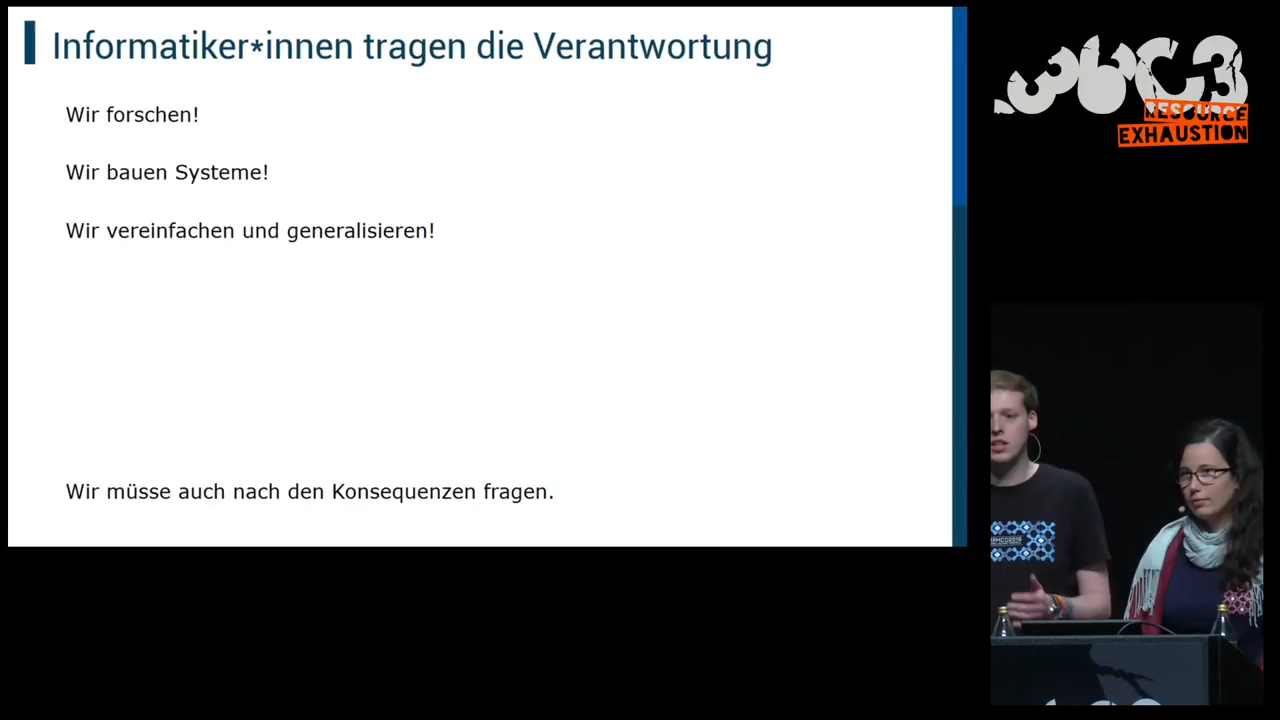 Informatiker*innen tragen die Verantwortung
Wir forschen!
Wir bauen Systeme!
Wir vereinfachen und generalisieren!
Wir müsse auch nach den Konsequenzen fragen.
36C3
RESOURCE
EXHAUSTION